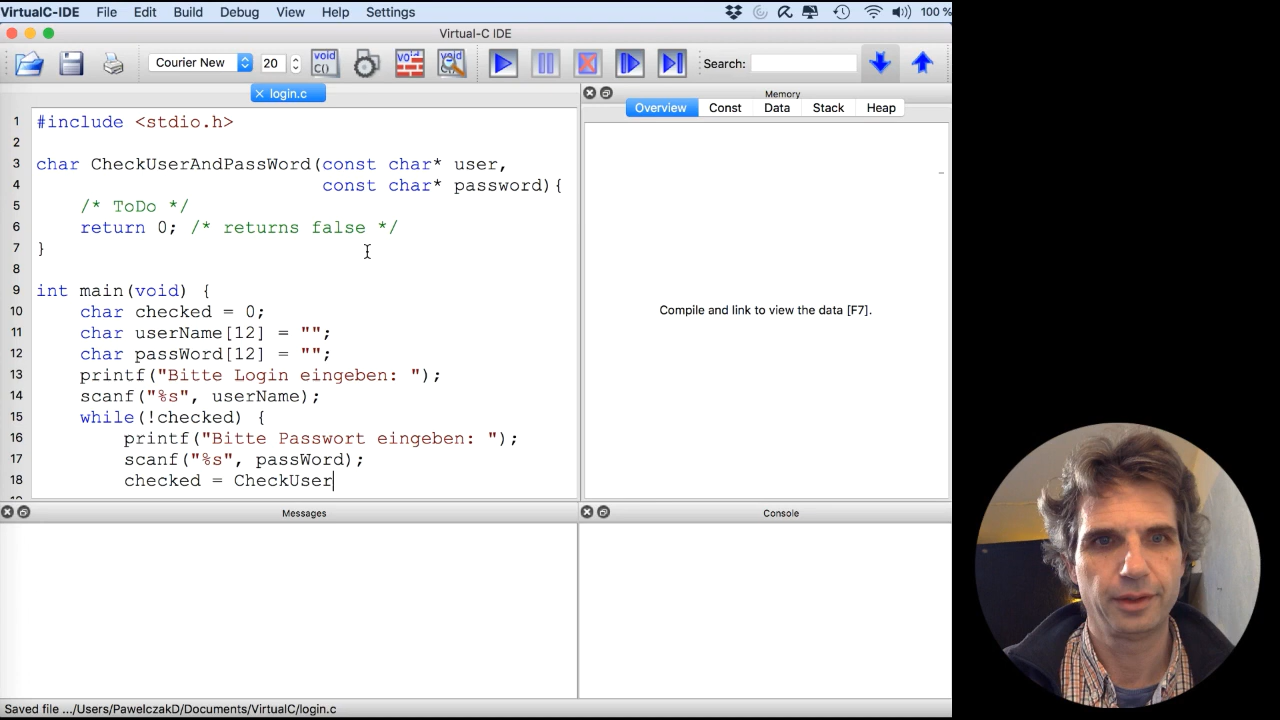 VirtualC-IDE File Edit Build Debug View Help Settings 100 %
Virtual-C IDE
Courier New 20 void C() void void Search:
login.c
Memory
Overview Const Data Stack Heap
1 #include <stdio.h>
2
3 char CheckUserAndPassWord(const char* user,
4 const char* password){
5 /* ToDo */
6 return 0; /* returns false */
7 }
8
9 int main(void) {
10 char checked = 0;
11 char userName[12] = "";
12 char passWord[12] = "";
13 printf("Bitte Login eingeben: ");
14 scanf("%s", userName);
15 while(!checked) {
16 printf("Bitte Passwort eingeben: ");
17 scanf("%s", passWord);
18 checked = CheckUser
Compile and link to view the data [F7].
Messages
Console
Saved file .../Users/PawelczakD/Documents/VirtualC/login.c